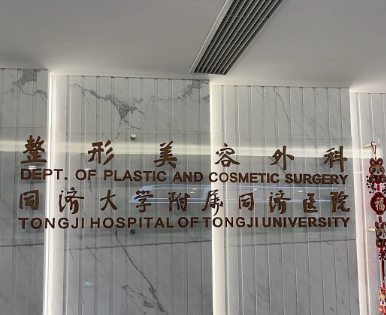 整形美容外科
DEPT. OF PLASTIC AND COSMETIC SURGERY
同济大学附属同济医院
TONGJI HOSPITAL OF TONGJI UNIVERSITY
福